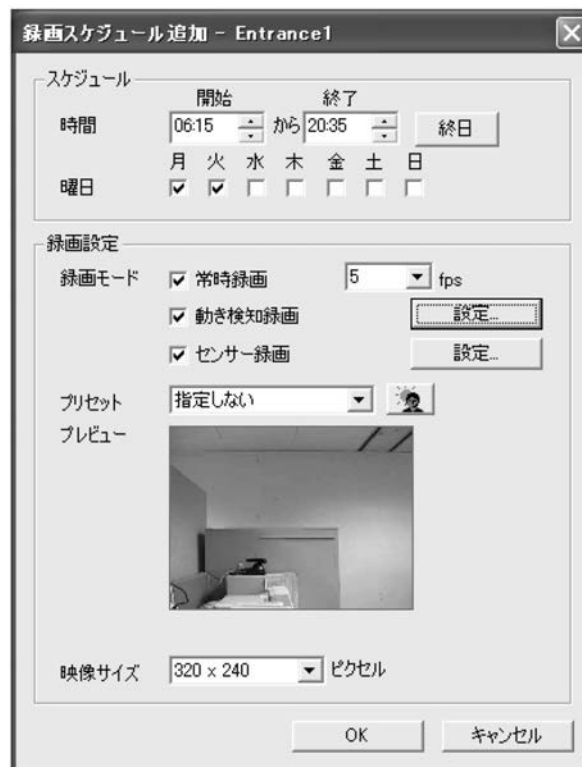 録画スケジュール追加 - Entrance1
スケジュール
開始 終了
時間 06:15 から 20:35 終日
月 火 水 木 金 土 日
曜日
録画設定
録画モード 常時録画 5 fps
動き検知録画 設定...
センサー録画 設定...
プリセット 指定しない
プレビュー
映像サイズ 320 x 240 ピクセル
OK キャンセル